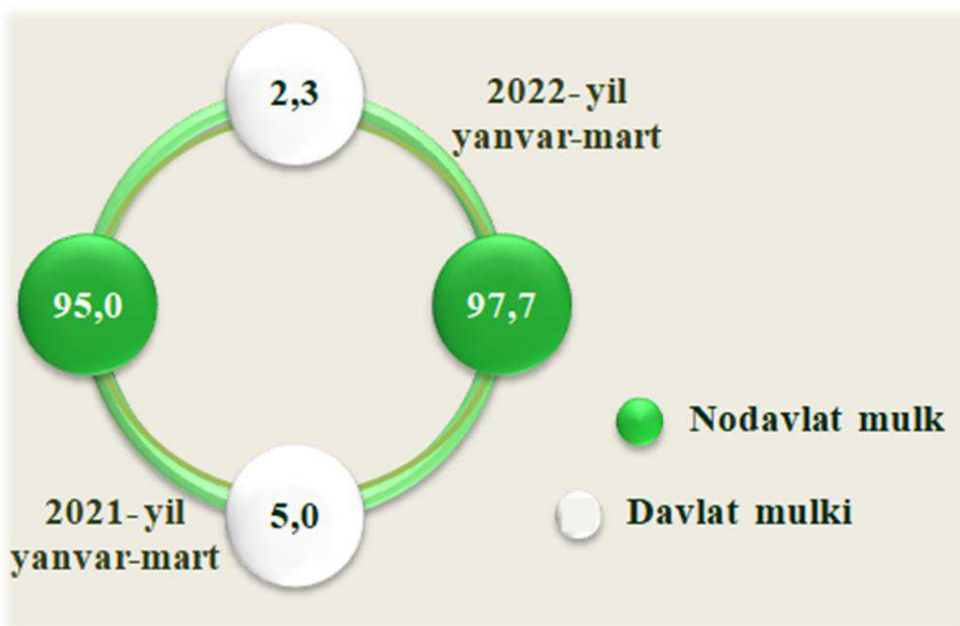 2,3
2022-yil
yanvar-mart
95,0
97,7
Nodavlat mulk
2021-yil
yanvar-mart
5,0
Davlat mulki